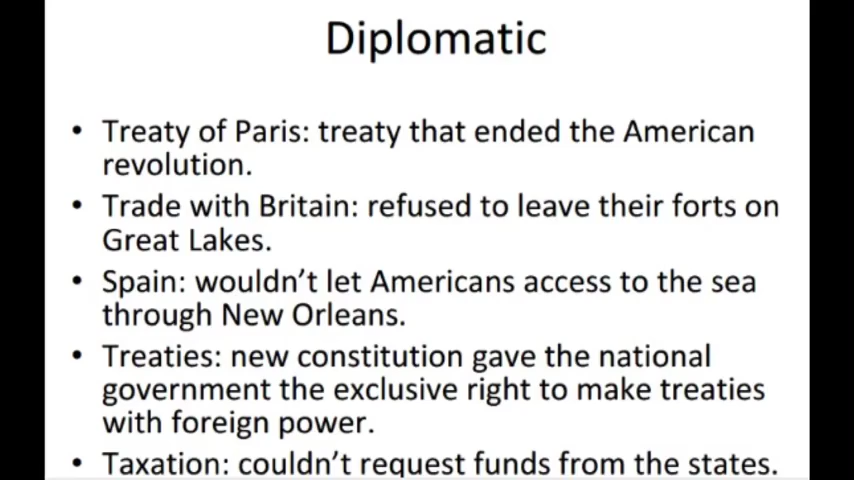 Diplomatic
• Treaty of Paris: treaty that ended the American
revolution.
• Trade with Britain: refused to leave their forts on
Great Lakes.
• Spain: wouldn’t let Americans access to the sea
through New Orleans.
• Treaties: new constitution gave the national
government the exclusive right to make treaties
with foreign power.
• Taxation: couldn’t request funds from the states.